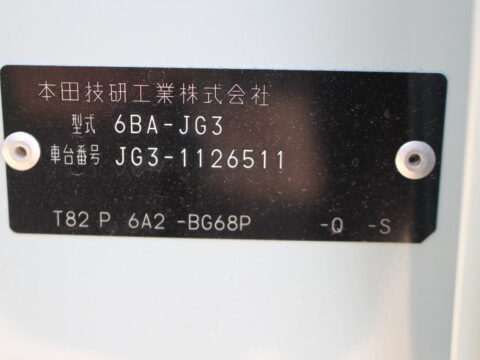 本田技研工業株式会社
型式 6BA-JG3
車台番号 JG3-1126511
T82 P 6A2 -BG68P -Q -S